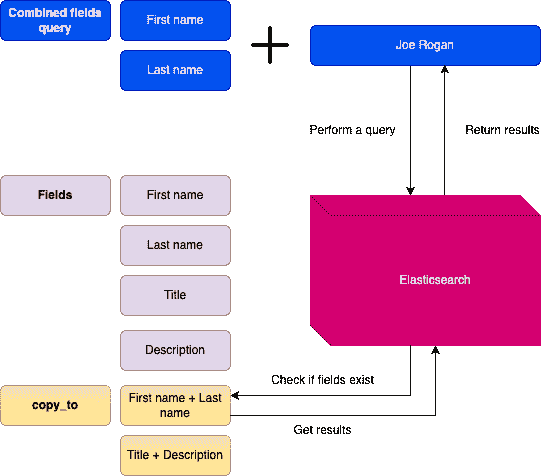 Combined fields
query
First name
Last name
Joe Rogan
Perform a query
Return results
Fields
First name
Last name
Title
Description
Elasticsearch
Check if fields exist
copy_to
First name + Last
name
Get results
Title + Description